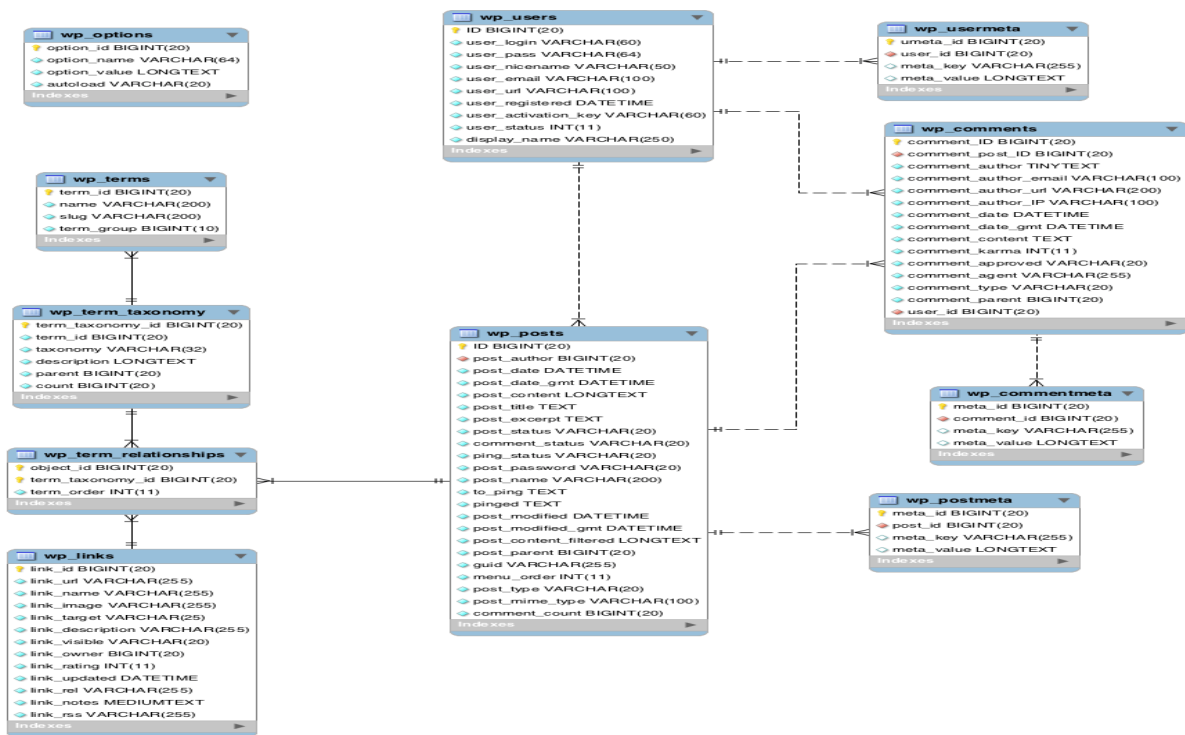 wp_options
option_id BIGINT(20)
option_name VARCHAR(64)
option_value LONGTEXT
autoload VARCHAR(20)
Indexes
wp_terms
term_id BIGINT(20)
name VARCHAR(200)
slug VARCHAR(200)
term_group BIGINT(10)
Indexes
wp_term_taxonomy
term_taxonomy_id BIGINT(20)
term_id BIGINT(20)
taxonomy VARCHAR(32)
description LONGTEXT
parent BIGINT(20)
count BIGINT(20)
Indexes
wp_term_relationships
object_id BIGINT(20)
term_taxonomy_id BIGINT(20)
term_order INT(11)
Indexes
wp_links
link_id BIGINT(20)
link_url VARCHAR(255)
link_name VARCHAR(255)
link_image VARCHAR(255)
link_target VARCHAR(25)
link_description VARCHAR(255)
link_visible VARCHAR(20)
link_owner BIGINT(20)
link_rating INT(11)
link_updated DATETIME
link_rel VARCHAR(255)
link_notes MEDIUMTEXT
link_rss VARCHAR(255)
Indexes
wp_users
ID BIGINT(20)
user_login VARCHAR(60)
user_pass VARCHAR(64)
user_nicename VARCHAR(50)
user_email VARCHAR(100)
user_url VARCHAR(100)
user_registered DATETIME
user_activation_key VARCHAR(60)
user_status INT(11)
display_name VARCHAR(250)
Indexes
wp_posts
ID BIGINT(20)
post_author BIGINT(20)
post_date DATETIME
post_date_gmt DATETIME
post_content LONGTEXT
post_title TEXT
post_excerpt TEXT
post_status VARCHAR(20)
comment_status VARCHAR(20)
ping_status VARCHAR(20)
post_password VARCHAR(20)
post_name VARCHAR(200)
to_ping TEXT
pinged TEXT
post_modified DATETIME
post_modified_gmt DATETIME
post_content_filtered LONGTEXT
post_parent BIGINT(20)
guid VARCHAR(255)
menu_order INT(11)
post_type VARCHAR(20)
post_mime_type VARCHAR(100)
comment_count BIGINT(20)
Indexes
wp_usermeta
umeta_id BIGINT(20)
user_id BIGINT(20)
meta_key VARCHAR(255)
meta_value LONGTEXT
Indexes
wp_comments
comment_ID BIGINT(20)
comment_post_ID BIGINT(20)
comment_author TINYTEXT
comment_author_email VARCHAR(100)
comment_author_url VARCHAR(200)
comment_author_IP VARCHAR(100)
comment_date DATETIME
comment_date_gmt DATETIME
comment_content TEXT
comment_karma INT(11)
comment_approved VARCHAR(20)
comment_agent VARCHAR(255)
comment_type VARCHAR(20)
comment_parent BIGINT(20)
user_id BIGINT(20)
Indexes
wp_commentmeta
meta_id BIGINT(20)
comment_id BIGINT(20)
meta_key VARCHAR(255)
meta_value LONGTEXT
Indexes
wp_postmeta
meta_id BIGINT(20)
post_id BIGINT(20)
meta_key VARCHAR(255)
meta_value LONGTEXT
Indexes